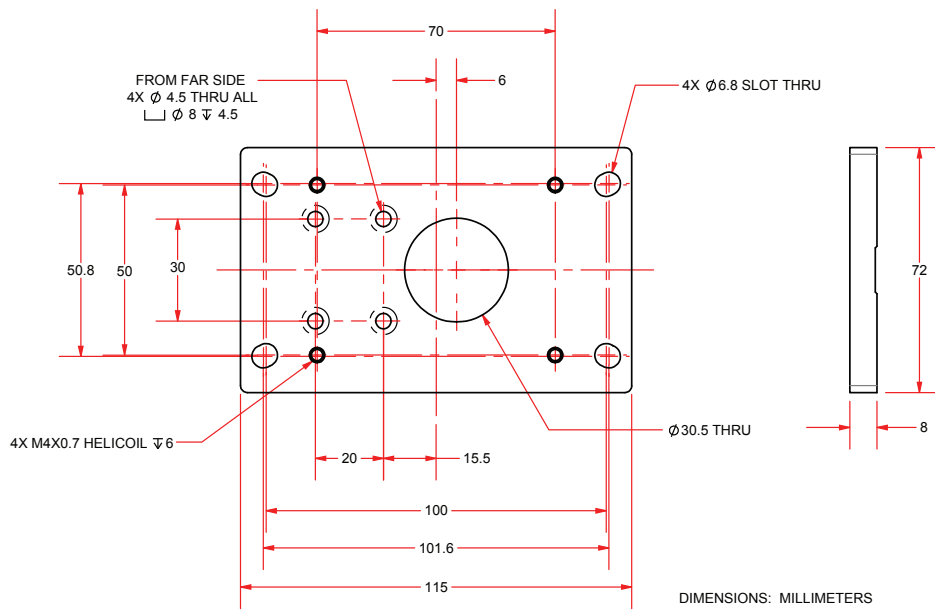 70
6
FROM FAR SIDE
4X ⌀ 4.5 THRU ALL
⌴ ⌀ 8 ↧ 4.5
4X ⌀6.8 SLOT THRU
50.8
50
30
72
4X M4X0.7 HELICOIL ↧6
⌀30.5 THRU
8
20
15.5
100
101.6
115
DIMENSIONS: MILLIMETERS